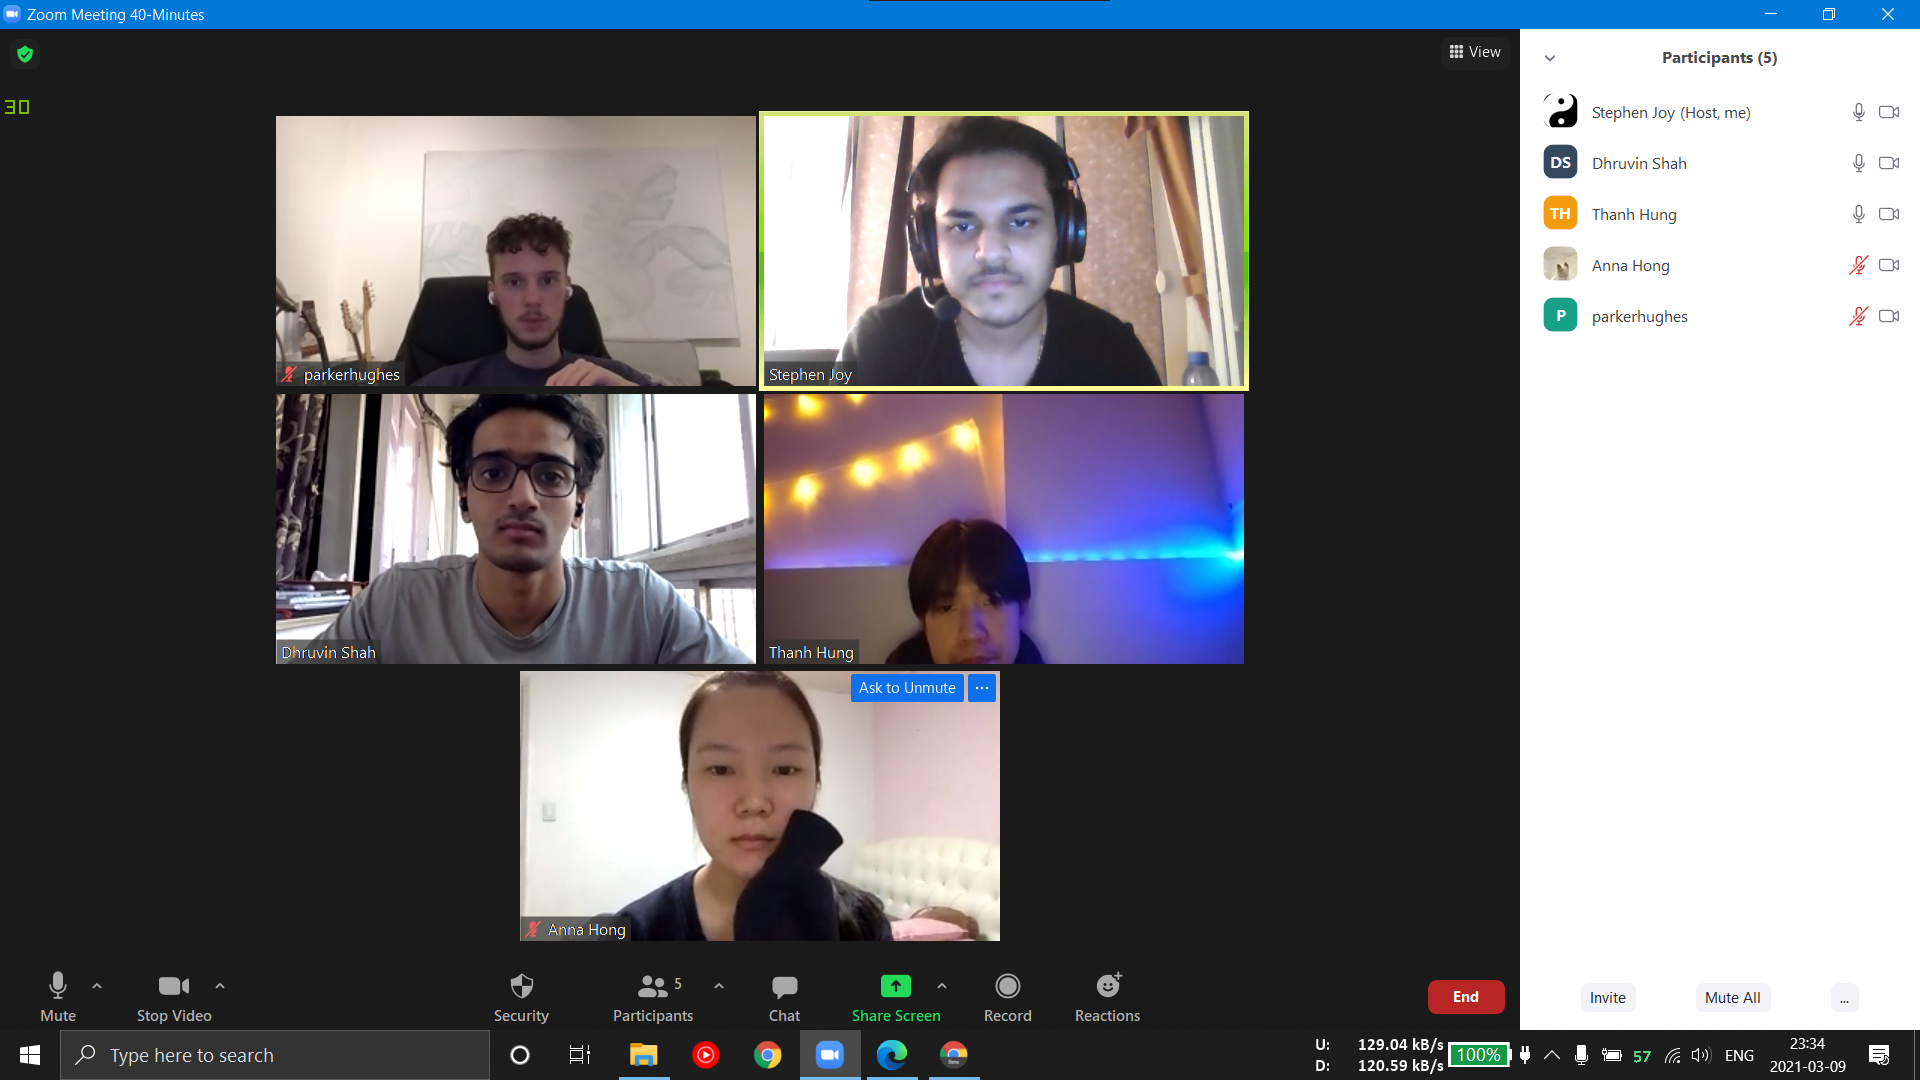 Zoom Meeting 40-Minutes
View
30
parkerhughes
Stephen Joy
Dhruvin Shah
Thanh Hung
Ask to Unmute ...
Anna Hong
Participants (5)
Stephen Joy (Host, me)
DS Dhruvin Shah
TH Thanh Hung
Anna Hong
P parkerhughes
Mute
Stop Video
Security
5
Participants
Chat
Share Screen
Record
Reactions
End
Invite
Mute All
...
Type here to search
U: 129.04 kB/s
D: 120.59 kB/s
100%
57
ENG
23:34
2021-03-09